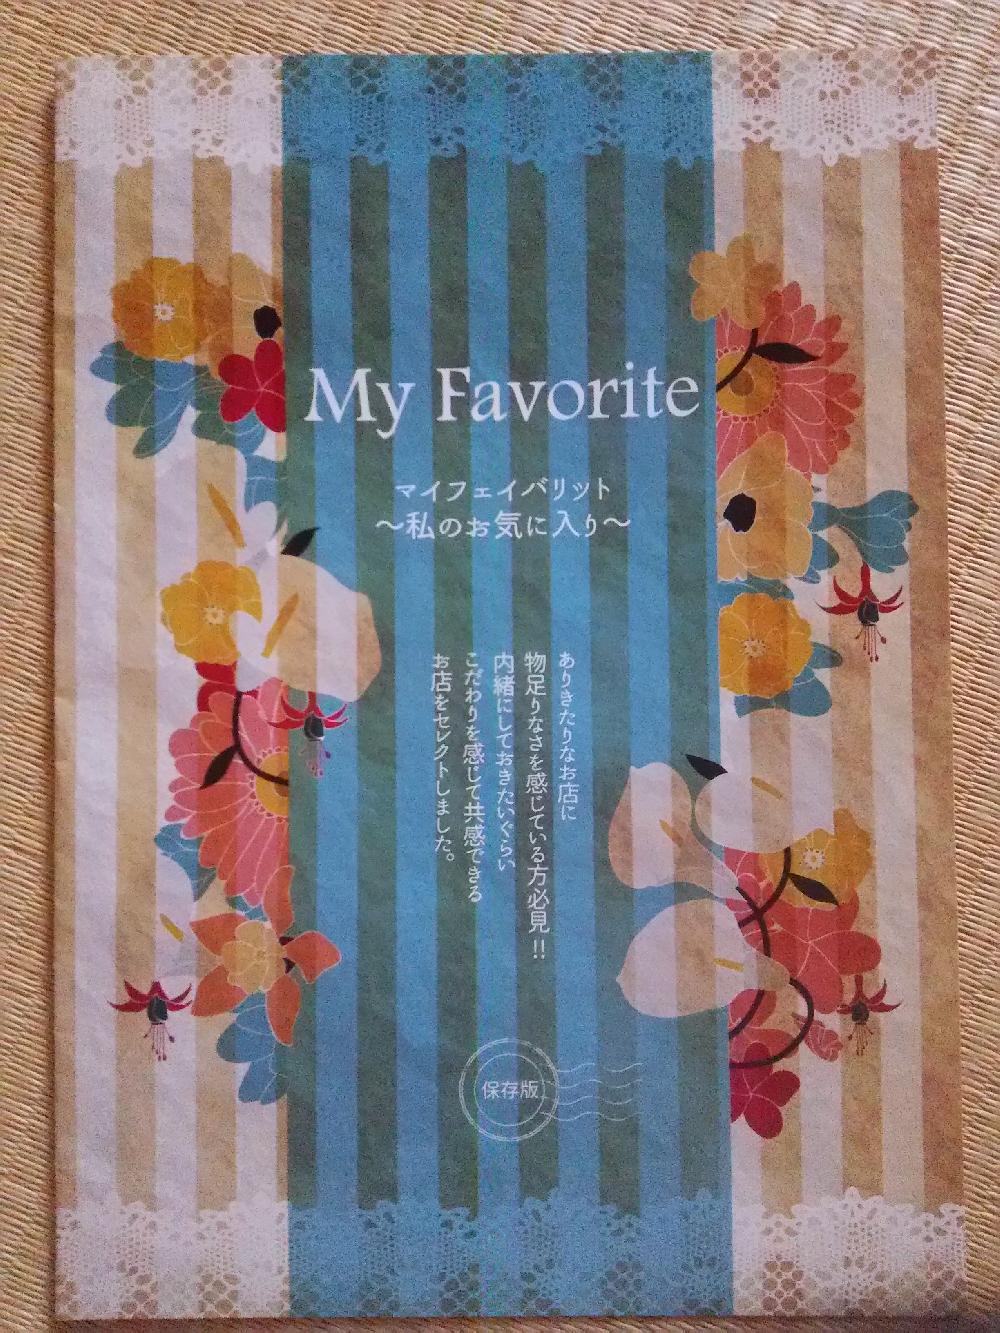 My Favorite
マイフェイバリット
～私のお気に入り～
ありきたりなお店に
物足りなさを感じている方必見!!
内緒にしておきたいぐらい
こだわりを感じて共感できる
お店をセレクトしました。
保存版